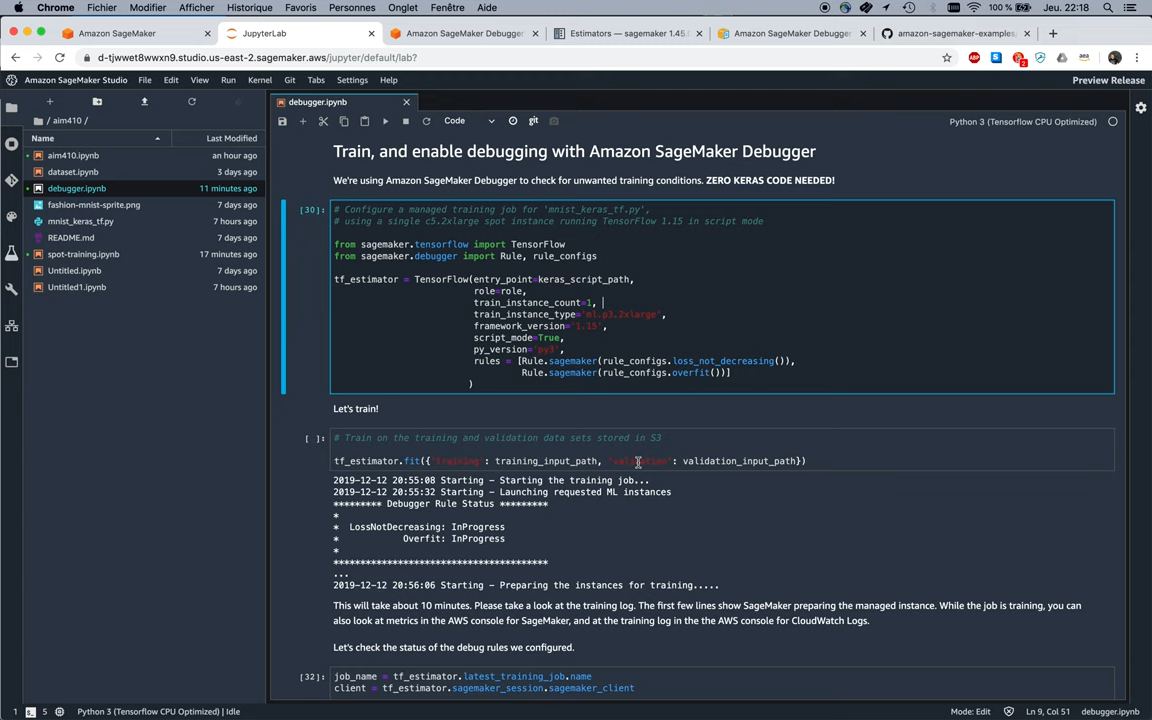 Chrome Fichier Modifier Afficher Historique Favoris Personnes Onglet Fenêtre Aide 100 % Jeu. 22:18
Amazon SageMaker × JupyterLab × Amazon SageMaker Debugger × Estimators — sagemaker 1.45. × Amazon SageMaker Debugger × amazon-sagemaker-examples, ×
d-tjwwet8wwxn9.studio.us-east-2.sagemaker.aws/jupyter/default/lab?
Amazon SageMaker Studio File Edit View Run Kernel Git Tabs Settings Help Preview Release
debugger.ipynb ×
/ aim410 /
Code git Python 3 (Tensorflow CPU Optimized)
Name Last Modified
aim410.ipynb an hour ago
dataset.ipynb 3 days ago
debugger.ipynb 11 minutes ago
fashion-mnist-sprite.png 7 days ago
mnist_keras_tf.py 7 hours ago
README.md 7 days ago
spot-training.ipynb 17 minutes ago
Untitled.ipynb 7 days ago
Untitled1.ipynb 7 hours ago
Train, and enable debugging with Amazon SageMaker Debugger
We're using Amazon SageMaker Debugger to check for unwanted training conditions. ZERO KERAS CODE NEEDED!
[30]: # Configure a managed training job for 'mnist_keras_tf.py',
# using a single c5.2xlarge spot instance running TensorFlow 1.15 in script mode
from sagemaker.tensorflow import TensorFlow
from sagemaker.debugger import Rule, rule_configs
tf_estimator = TensorFlow(entry_point=keras_script_path,
role=role,
train_instance_count=1,
train_instance_type='ml.p3.2xlarge',
framework_version='1.15',
script_mode=True,
py_version='py3',
rules = [Rule.sagemaker(rule_configs.loss_not_decreasing()),
Rule.sagemaker(rule_configs.overfit())]
)
Let's train!
[ ]: # Train on the training and validation data sets stored in S3
tf_estimator.fit({'training': training_input_path, 'validation': validation_input_path})
2019-12-12 20:55:08 Starting - Starting the training job...
2019-12-12 20:55:32 Starting - Launching requested ML instances
********* Debugger Rule Status *********
*
* LossNotDecreasing: InProgress
* Overfit: InProgress
*
****************************************
...
2019-12-12 20:56:06 Starting - Preparing the instances for training.....
This will take about 10 minutes. Please take a look at the training log. The first few lines show SageMaker preparing the managed instance. While the job is training, you can
also look at metrics in the AWS console for SageMaker, and at the training log in the the AWS console for CloudWatch Logs.
Let's check the status of the debug rules we configured.
[32]: job_name = tf_estimator.latest_training_job.name
client = tf_estimator.sagemaker_session.sagemaker_client
1 5 Python 3 (Tensorflow CPU Optimized) | Idle Mode: Edit Ln 9, Col 51 debugger.ipynb